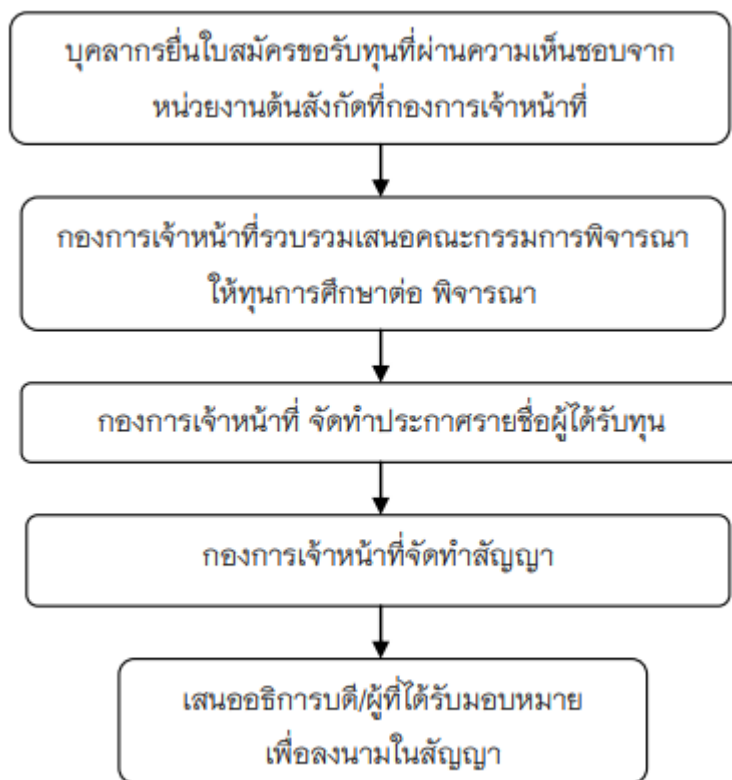 บุคลากรยื่นใบสมัครขอรับทุนที่ผ่านความเห็นชอบจาก
หน่วยงานต้นสังกัดที่กองการเจ้าหน้าที่
กองการเจ้าหน้าที่รวบรวมเสนอคณะกรรมการพิจารณา
ให้ทุนการศึกษาต่อ พิจารณา
กองการเจ้าหน้าที่ จัดทำประกาศรายชื่อผู้ได้รับทุน
กองการเจ้าหน้าที่จัดทำสัญญา
เสนออธิการบดี/ผู้ที่ได้รับมอบหมาย
เพื่อลงนามในสัญญา